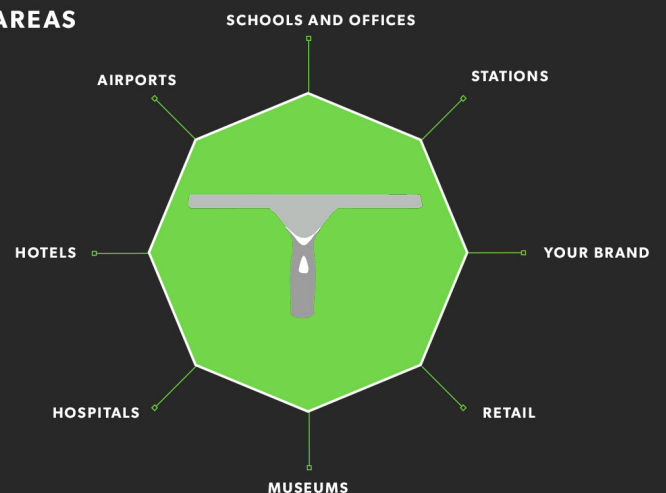 AREAS
SCHOOLS AND OFFICES
AIRPORTS
STATIONS
HOTELS
YOUR BRAND
HOSPITALS
RETAIL
MUSEUMS